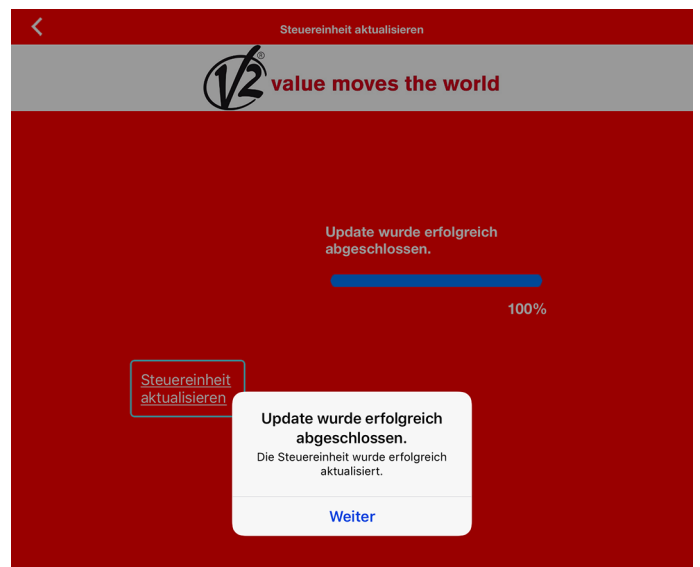 Steuereinheit aktualisieren
V2® value moves the world
Update wurde erfolgreich
abgeschlossen.
100%
Steuereinheit
aktualisieren
Update wurde erfolgreich
abgeschlossen.
Die Steuereinheit wurde erfolgreich
aktualisiert.
Weiter